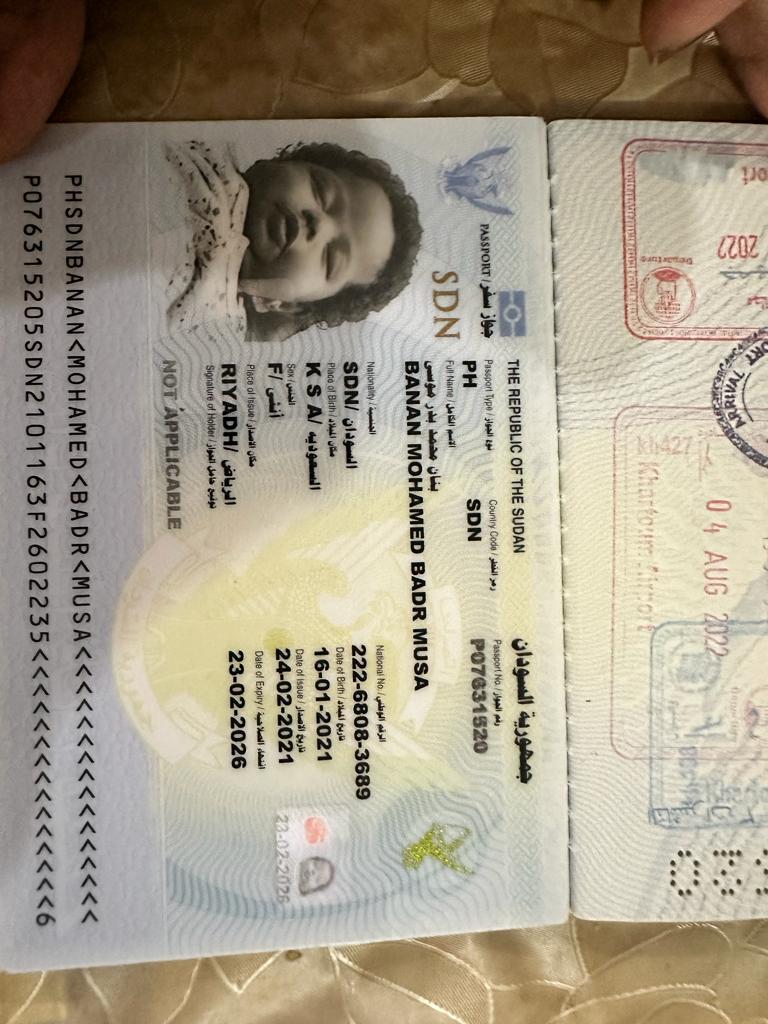 THE REPUBLIC OF THE SUDAN
جمهورية السودان
PASSPORT / جواز سفر
SDN
Passport Type / نوع الجواز
PH
Country Code / رمز القطر
SDN
Passport No. / رقم الجواز
P07631520
Full Name / الاسم الكامل
بنان محمد بدر موسى
BANAN MOHAMED BADR MUSA
Nationality / الجنسية
SDN/ السودان
National No. / الرقم الوطني
222-6808-3689
Place of Birth / مكان الميلاد
K S A/ السعوديه
Date of Birth / تاريخ الميلاد
16-01-2021
Sex / الجنس
F/ أنثى
Date of Issue / تاريخ الإصدار
24-02-2021
Place of Issue / مكان الاصدار
RIYADH/ الرياض
Date of Expiry / انتهاء الصلاحية
23-02-2026
Signature of Holder / توقيع حامل الجواز
NOT APPLICABLE
23-02-2026
PHSDNBANAN<MOHAMED<BADR<MUSA<<<<<<<<<<<<<<<<
P076315205SDN2101163F2602235<<<<<<<<<<<<<<<6
Departure
2022
04 AUG 2022
Khartoum Airport